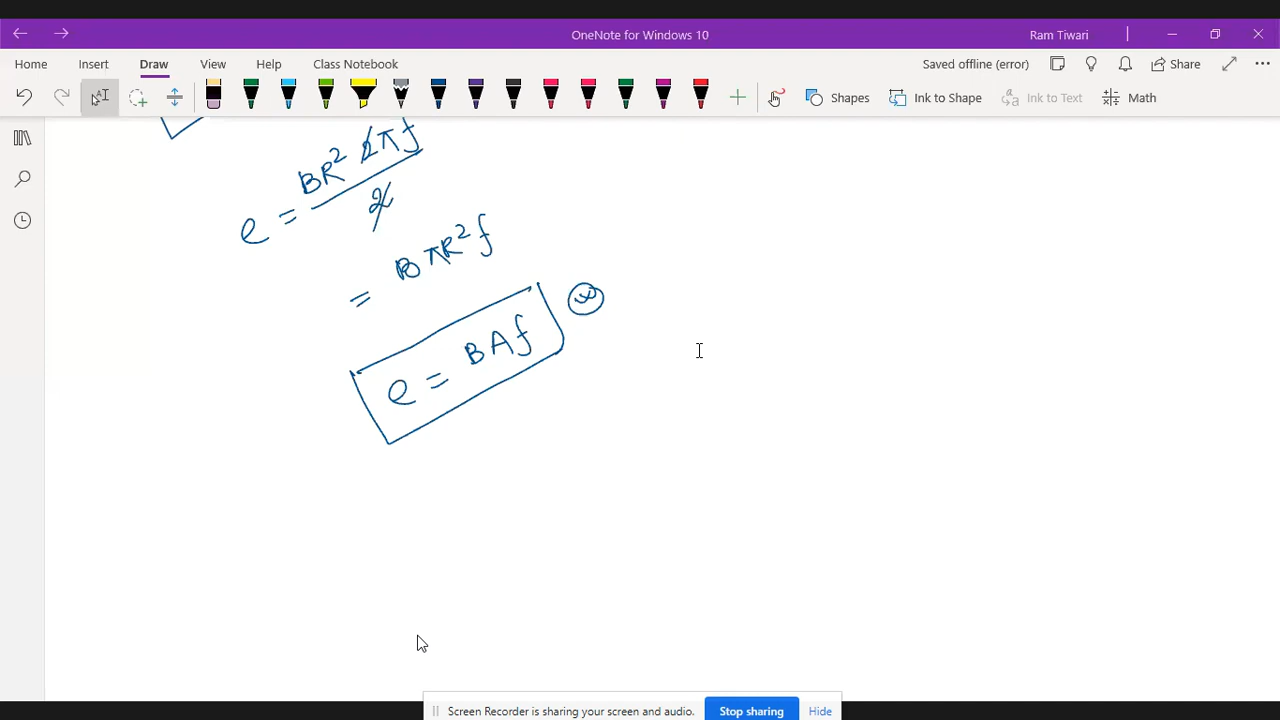 OneNote for Windows 10
Ram Tiwari
Home Insert Draw View Help Class Notebook
Saved offline (error) Share
Shapes Ink to Shape Ink to Text Math
e = BR² 2πf / 2
= BπR²f
e = BAf
Screen Recorder is sharing your screen and audio. Stop sharing Hide